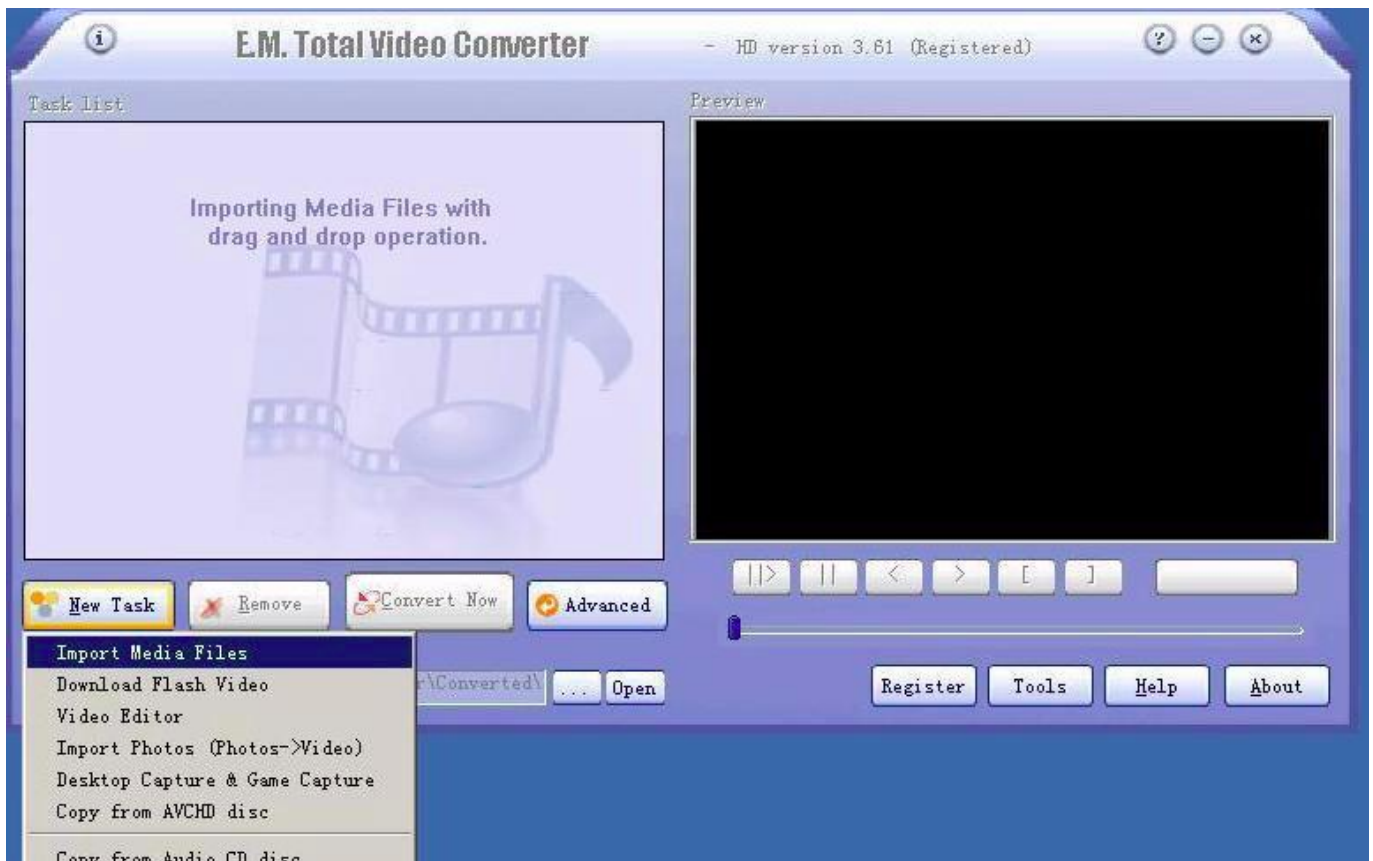 E.M. Total Video Converter - HD version 3.61 (Registered)
Task list
Preview
Importing Media Files with
drag and drop operation.
||> || < > [ ]
New Task Remove Convert Now Advanced
Import Media Files
Download Flash Video
r\Converted\ ... Open
Register Tools Help About
Video Editor
Import Photos (Photos->Video)
Desktop Capture & Game Capture
Copy from AVCHD disc
Copy from Audio CD disc